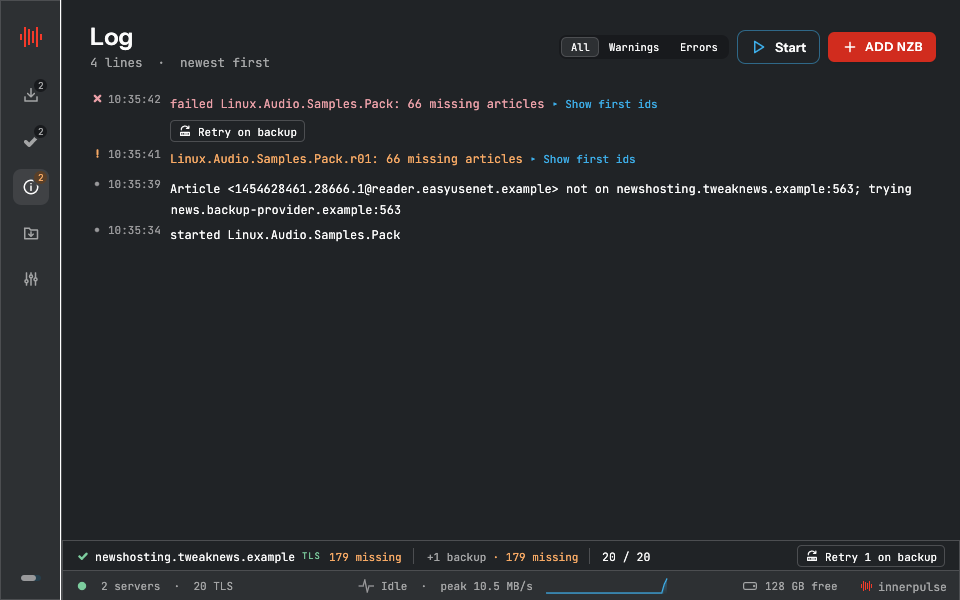 Log
4 lines · newest first
All Warnings Errors
Start
+ ADD NZB
2
2
2
10:35:42 failed Linux.Audio.Samples.Pack: 66 missing articles ▸ Show first ids
Retry on backup
! 10:35:41 Linux.Audio.Samples.Pack.r01: 66 missing articles ▸ Show first ids
• 10:35:39 Article <1454628461.28666.1@reader.easyusenet.example> not on newshosting.tweaknews.example:563; trying
news.backup-provider.example:563
• 10:35:34 started Linux.Audio.Samples.Pack
newshosting.tweaknews.example TLS 179 missing +1 backup · 179 missing 20 / 20 Retry 1 on backup
2 servers · 20 TLS Idle · peak 10.5 MB/s 128 GB free innerpulse